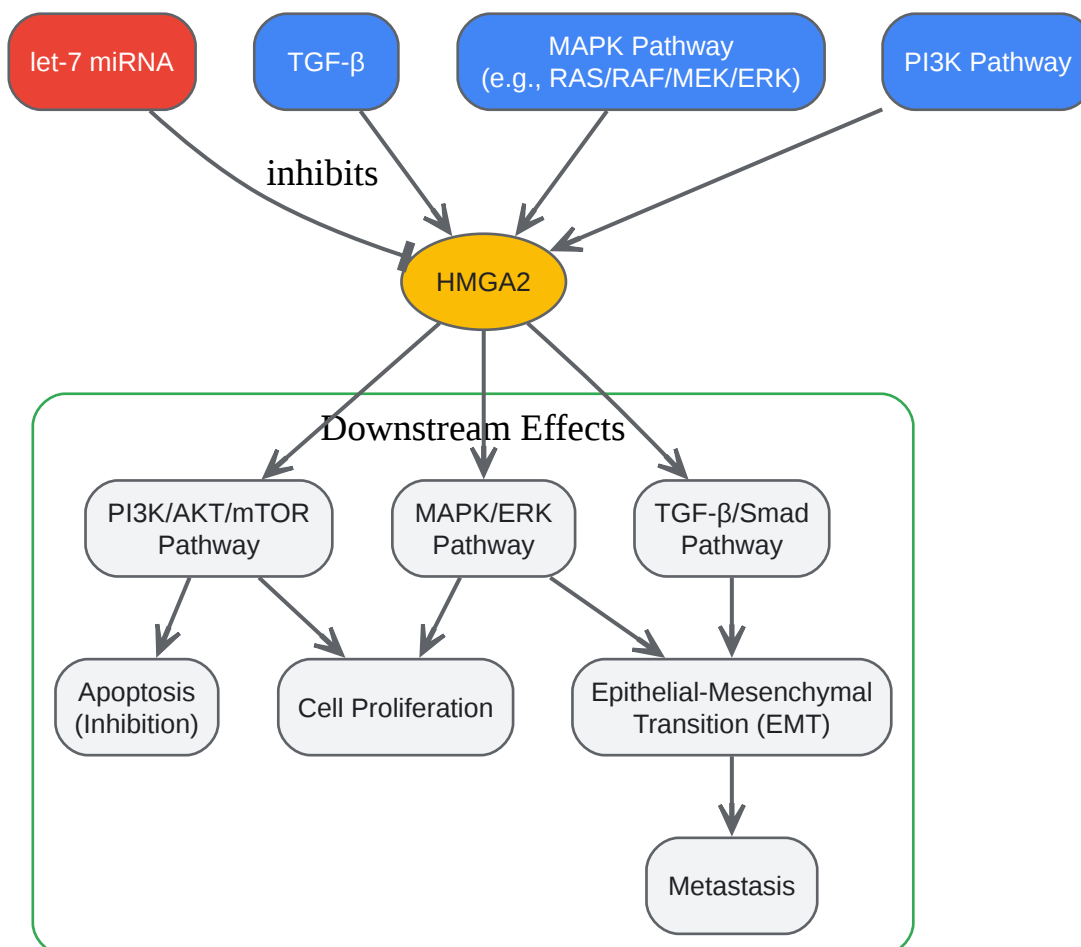 let-7 miRNA
TGF-β
MAPK Pathway
(e.g., RAS/RAF/MEK/ERK)
PI3K Pathway
inhibits
HMGA2
Downstream Effects
PI3K/AKT/mTOR
Pathway
MAPK/ERK
Pathway
TGF-β/Smad
Pathway
Apoptosis
(Inhibition)
Cell Proliferation
Epithelial-Mesenchymal
Transition (EMT)
Metastasis